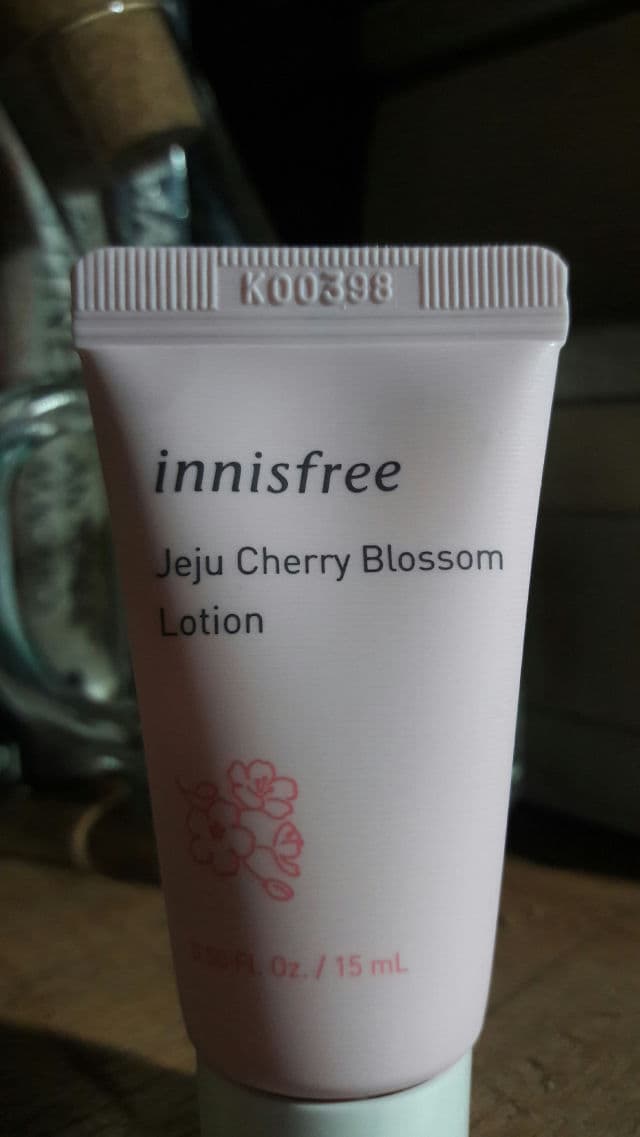 K00398
innisfree
Jeju Cherry Blossom
Lotion
Fl. Oz. / 15 mL